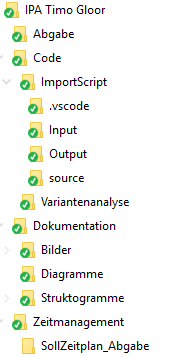 IPA Timo Gloor
Abgabe
Code
ImportScript
.vscode
Input
Output
source
Variantenanalyse
Dokumentation
Bilder
Diagramme
Struktogramme
Zeitmanagement
SollZeitplan_Abgabe